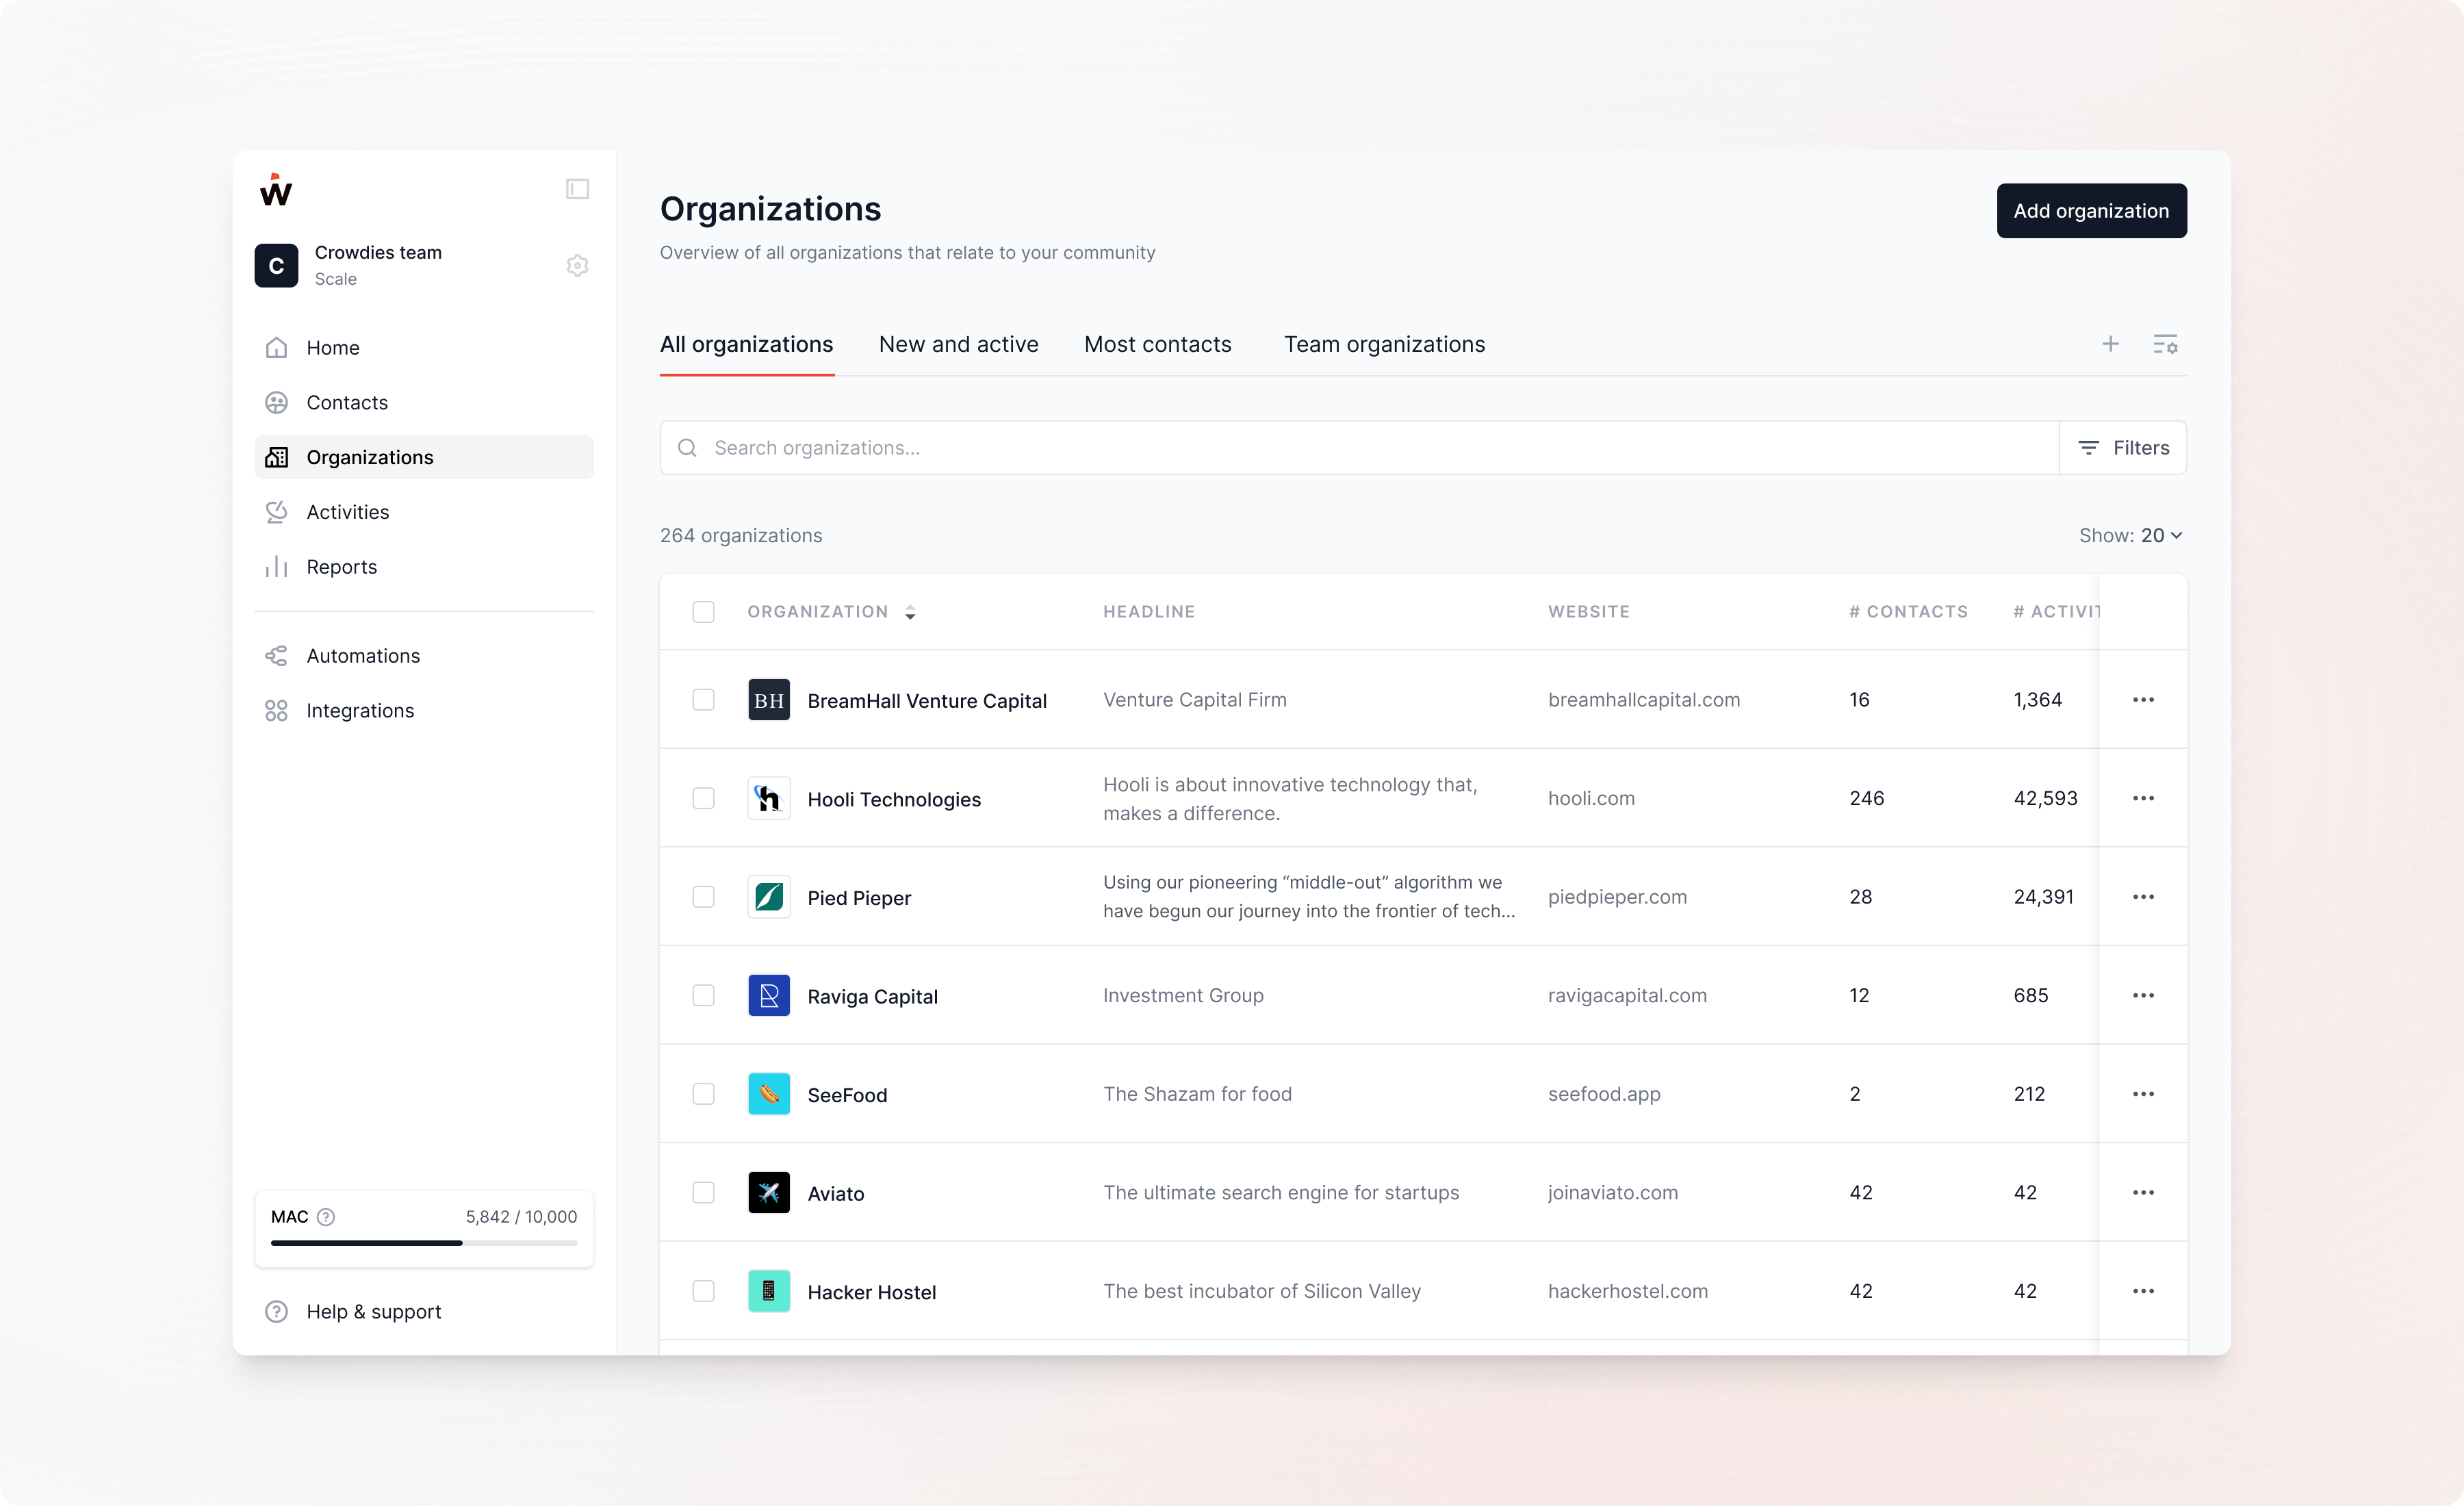 w
C
Crowdies team
Scale
Home
Contacts
Organizations
Activities
Reports
Automations
Integrations
MAC ?
5,842 / 10,000
? Help & support
Organizations
Overview of all organizations that relate to your community
Add organization
All organizations New and active Most contacts Team organizations
Search organizations...
Filters
264 organizations
Show: 20
ORGANIZATION HEADLINE WEBSITE # CONTACTS # ACTIVIT
BH BreamHall Venture Capital Venture Capital Firm breamhallcapital.com 16 1,364
h Hooli Technologies Hooli is about innovative technology that, hooli.com 246 42,593
makes a difference.
Pied Pieper Using our pioneering “middle-out” algorithm we piedpieper.com 28 24,391
have begun our journey into the frontier of tech...
R Raviga Capital Investment Group ravigacapital.com 12 685
SeeFood The Shazam for food seefood.app 2 212
Aviato The ultimate search engine for startups joinaviato.com 42 42
Hacker Hostel The best incubator of Silicon Valley hackerhostel.com 42 42